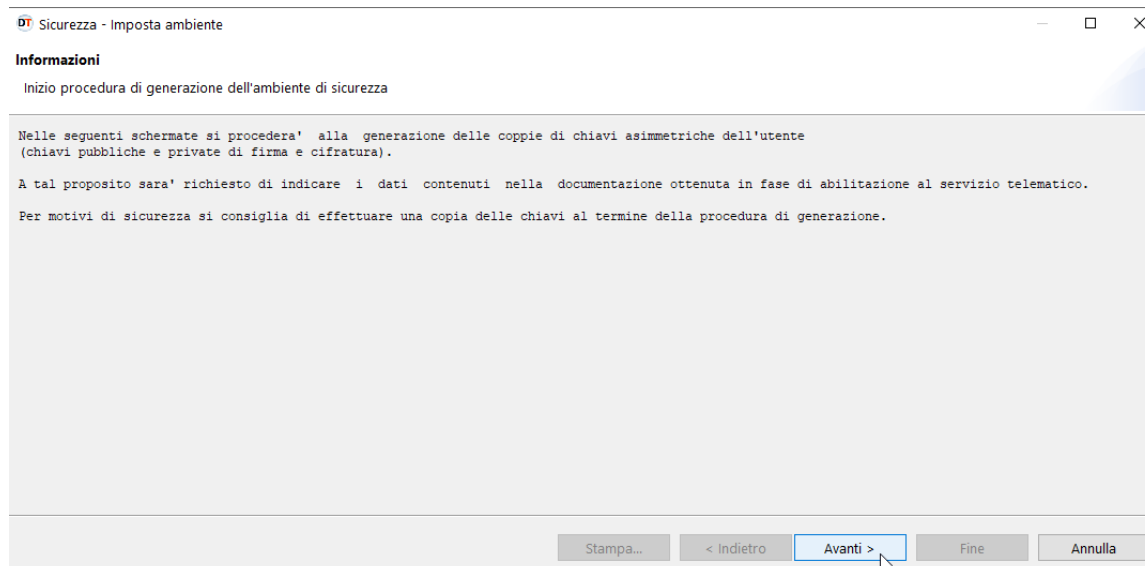 DT Sicurezza - Imposta ambiente
Informazioni
Inizio procedura di generazione dell'ambiente di sicurezza
Nelle seguenti schermate si procedera' alla generazione delle coppie di chiavi asimmetriche dell'utente
(chiavi pubbliche e private di firma e cifratura).
A tal proposito sara' richiesto di indicare i dati contenuti nella documentazione ottenuta in fase di abilitazione al servizio telematico.
Per motivi di sicurezza si consiglia di effettuare una copia delle chiavi al termine della procedura di generazione.
Stampa... < Indietro Avanti > Fine Annulla